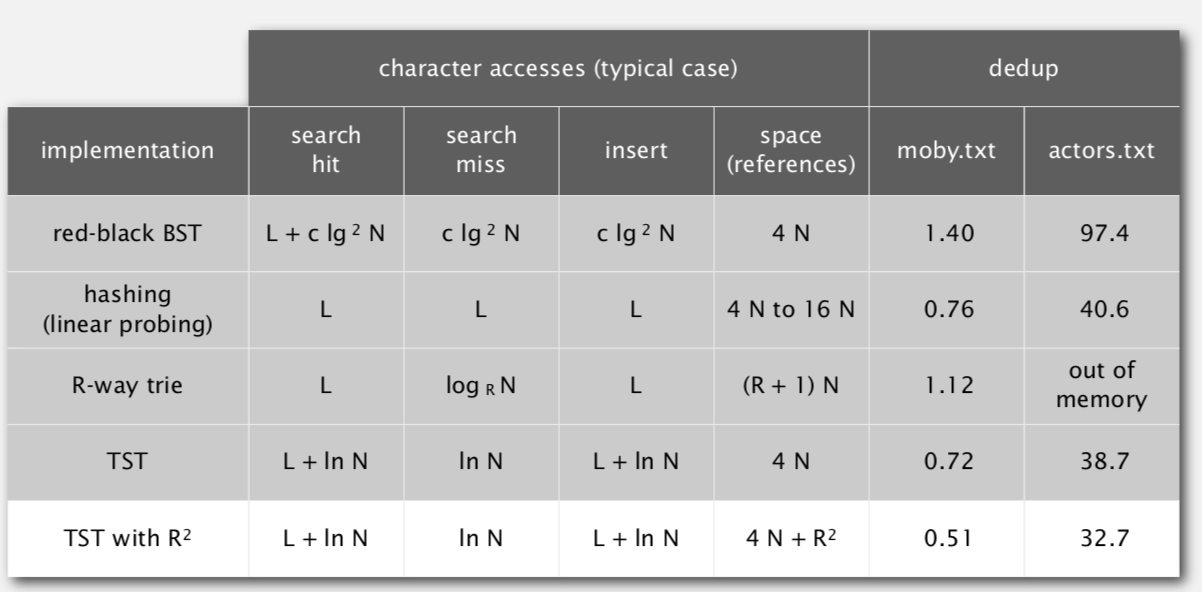 character accesses (typical case) dedup
implementation search hit search miss insert space (references) moby.txt actors.txt
red-black BST L + c lg ² N c lg ² N c lg ² N 4 N 1.40 97.4
hashing (linear probing) L L L 4 N to 16 N 0.76 40.6
R-way trie L log R N L (R + 1) N 1.12 out of memory
TST L + ln N ln N L + ln N 4 N 0.72 38.7
TST with R² L + ln N ln N L + ln N 4 N + R² 0.51 32.7